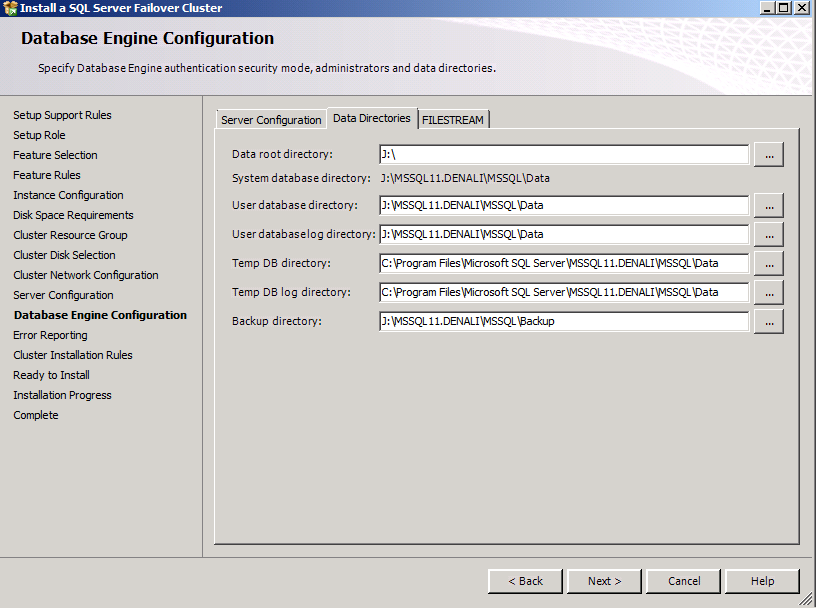 Install a SQL Server Failover Cluster
Database Engine Configuration
Specify Database Engine authentication security mode, administrators and data directories.
Setup Support Rules
Setup Role
Feature Selection
Feature Rules
Instance Configuration
Disk Space Requirements
Cluster Resource Group
Cluster Disk Selection
Cluster Network Configuration
Server Configuration
Database Engine Configuration
Error Reporting
Cluster Installation Rules
Ready to Install
Installation Progress
Complete
Server Configuration Data Directories FILESTREAM
Data root directory: J:\ ...
System database directory: J:\MSSQL11.DENALI\MSSQL\Data
User database directory: J:\MSSQL11.DENALI\MSSQL\Data ...
User database log directory: J:\MSSQL11.DENALI\MSSQL\Data ...
Temp DB directory: C:\Program Files\Microsoft SQL Server\MSSQL11.DENALI\MSSQL\Data ...
Temp DB log directory: C:\Program Files\Microsoft SQL Server\MSSQL11.DENALI\MSSQL\Data ...
Backup directory: J:\MSSQL11.DENALI\MSSQL\Backup ...
< Back Next > Cancel Help